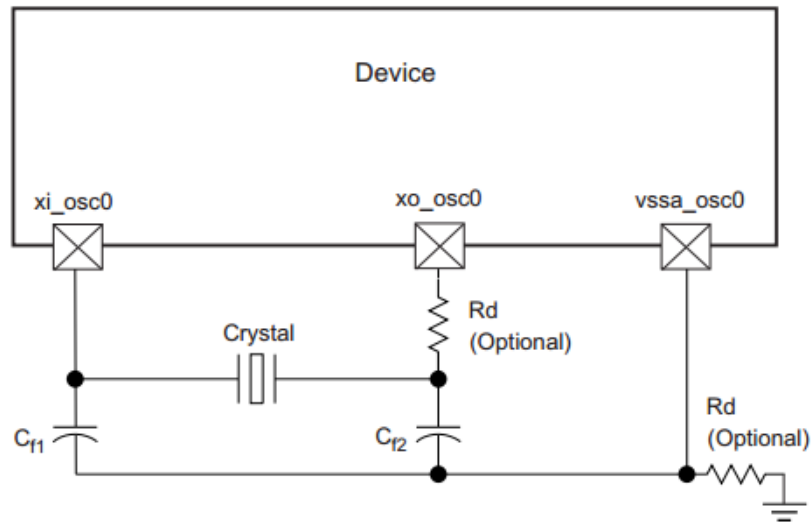 Device
xi_osc0
xo_osc0
vssa_osc0
Rd
(Optional)
Crystal
Rd
(Optional)
Cf1
Cf2